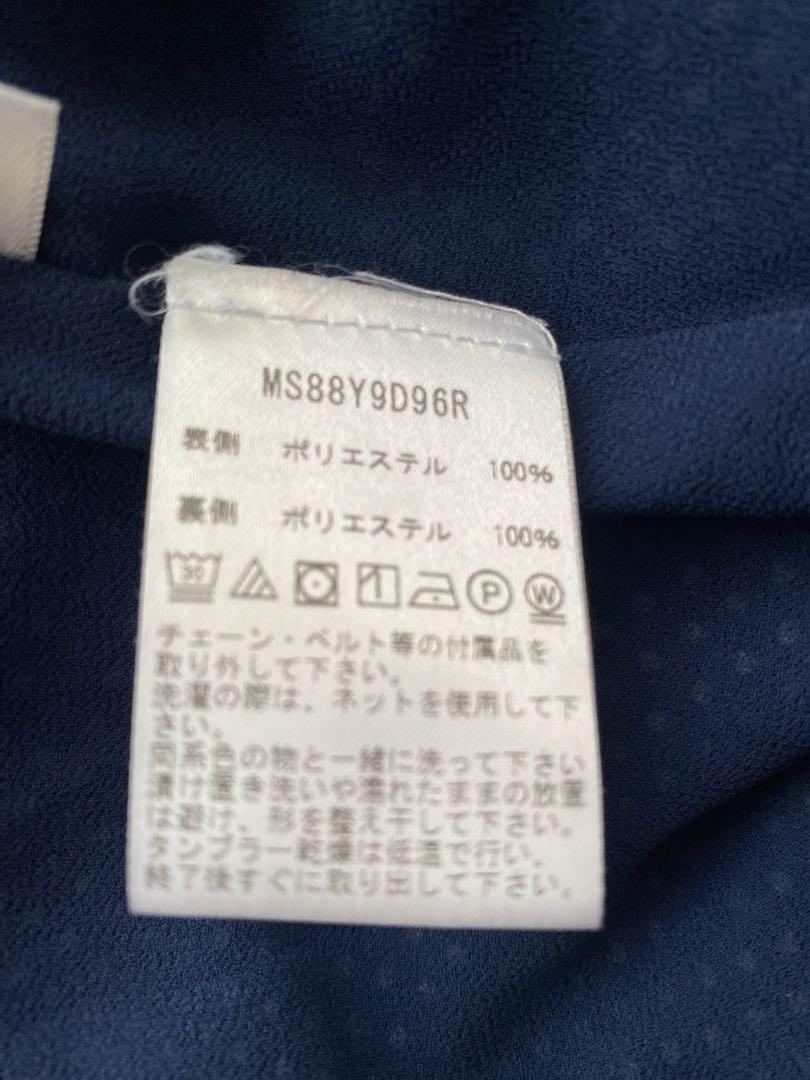 MS88Y9D96R
表側 ポリエステル 100%
裏側 ポリエステル 100%
30 P W
チェーン・ベルト等の付属品を
取り外して下さい。
洗濯の際は、ネットを使用して下
さい。
同系色の物と一緒に洗って下さい
漬け置き洗いや濡れたままの放置
は避け、形を整え干して下さい。
タンブラー乾燥は低温で行い、
終了後すぐに取り出して下さい。